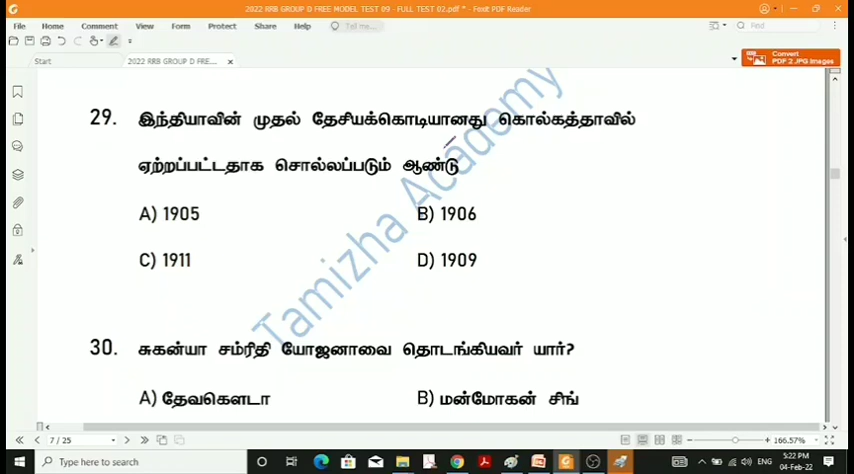 2022 RRB GROUP D FREE MODEL TEST 09 - FULL TEST 02.pdf * - Foxit PDF Reader
File Home Comment View Form Protect Share Help Tell me... Find
Start 2022 RRB GROUP D FREE... Convert
PDF 2 JPG Images
29. இந்தியாவின் முதல் தேசியக்கொடியானது கொல்கத்தாவில்
ஏற்றப்பட்டதாக சொல்லப்படும் ஆண்டு
A) 1905 B) 1906
C) 1911 D) 1909
Tamizha Academy
30. சுகன்யா சம்ரிதி யோஜனாவை தொடங்கியவர் யார்?
A) தேவகௌடா B) மன்மோகன் சிங்
7 / 25 166.57%
Type here to search ENG 5:22 PM
04-Feb-22